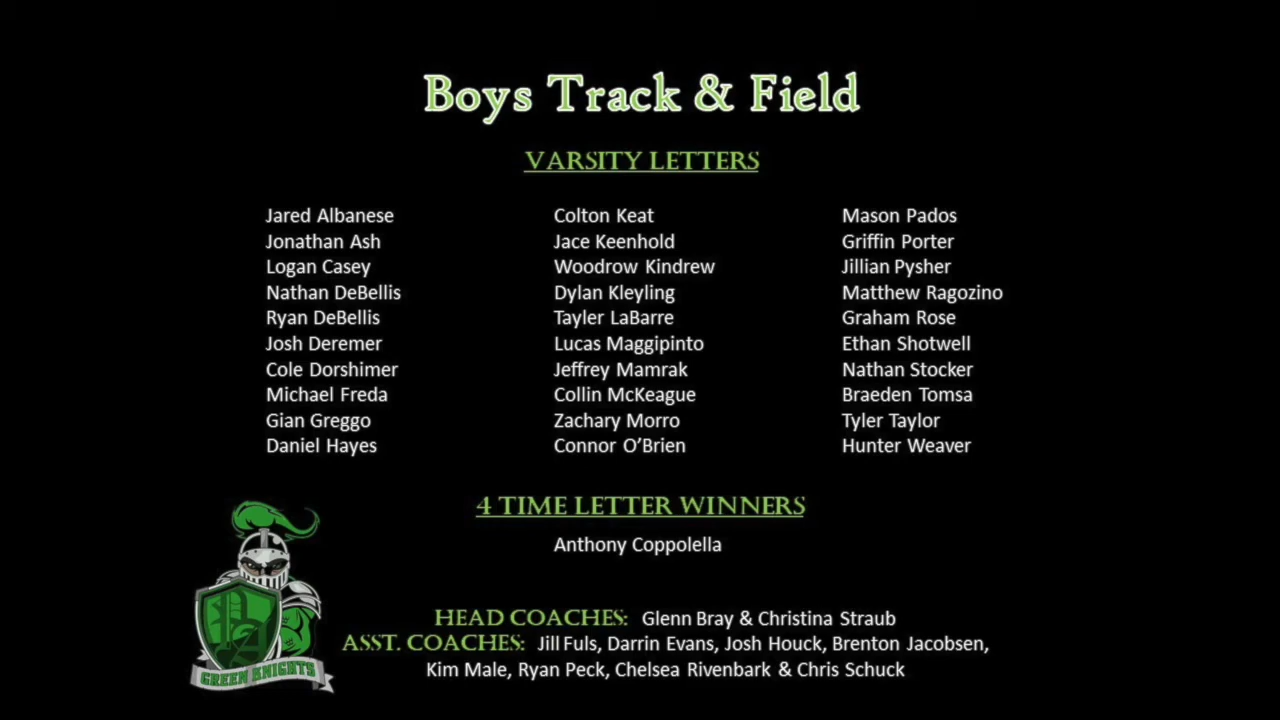 Boys Track & Field
VARSITY LETTERS
Jared Albanese
Jonathan Ash
Logan Casey
Nathan DeBellis
Ryan DeBellis
Josh Deremer
Cole Dorshimer
Michael Freda
Gian Greggo
Daniel Hayes
Colton Keat
Jace Keenhold
Woodrow Kindrew
Dylan Kleyling
Tayler LaBarre
Lucas Maggipinto
Jeffrey Mamrak
Collin McKeague
Zachary Morro
Connor O’Brien
Mason Pados
Griffin Porter
Jillian Pysher
Matthew Ragozino
Graham Rose
Ethan Shotwell
Nathan Stocker
Braeden Tomsa
Tyler Taylor
Hunter Weaver
4 TIME LETTER WINNERS
Anthony Coppolella
HEAD COACHES: Glenn Bray & Christina Straub
ASST. COACHES: Jill Fuls, Darrin Evans, Josh Houck, Brenton Jacobsen,
Kim Male, Ryan Peck, Chelsea Rivenbark & Chris Schuck
GREEN KNIGHTS